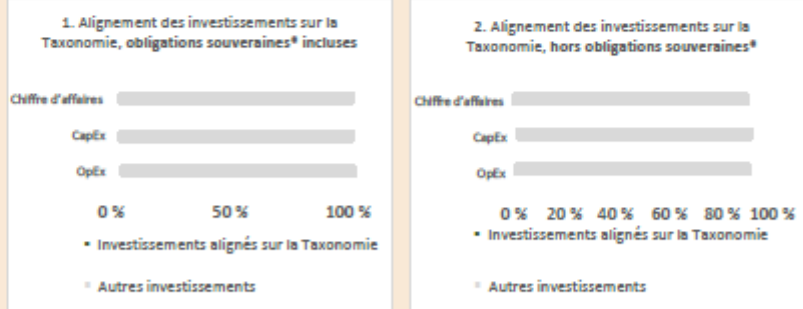 1. Alignement des investissements sur la
Taxonomie, obligations souveraines* incluses
Chiffre d'affaires
CapEx
OpEx
0 % 50 % 100 %
▪ Investissements alignés sur la Taxonomie
▪ Autres investissements
2. Alignement des investissements sur la
Taxonomie, hors obligations souveraines*
Chiffre d'affaires
CapEx
OpEx
0 % 20 % 40 % 60 % 80 % 100 %
▪ Investissements alignés sur la Taxonomie
▪ Autres investissements